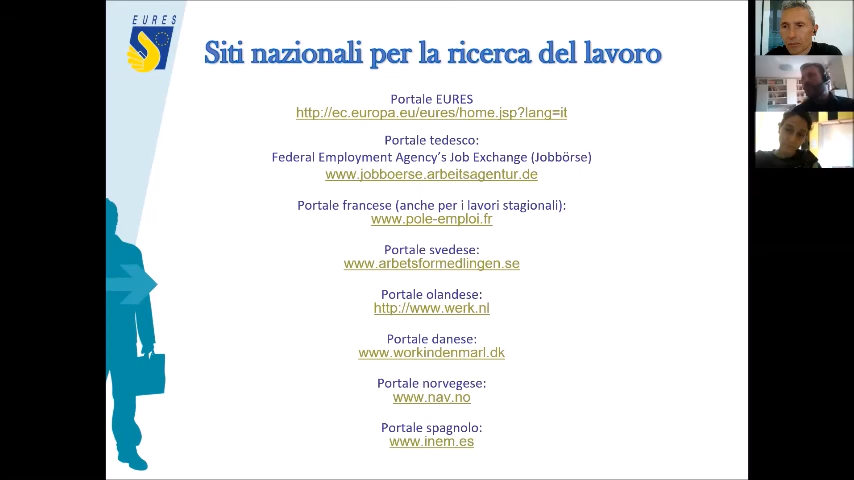 EURES
Siti nazionali per la ricerca del lavoro
Portale EURES
http://ec.europa.eu/eures/home.jsp?lang=it
Portale tedesco:
Federal Employment Agency's Job Exchange (Jobbörse)
www.jobboerse.arbeitsagentur.de
Portale francese (anche per i lavori stagionali):
www.pole-emploi.fr
Portale svedese:
www.arbetsformedlingen.se
Portale olandese:
http://www.werk.nl
Portale danese:
www.workindenmarl.dk
Portale norvegese:
www.nav.no
Portale spagnolo:
www.inem.es